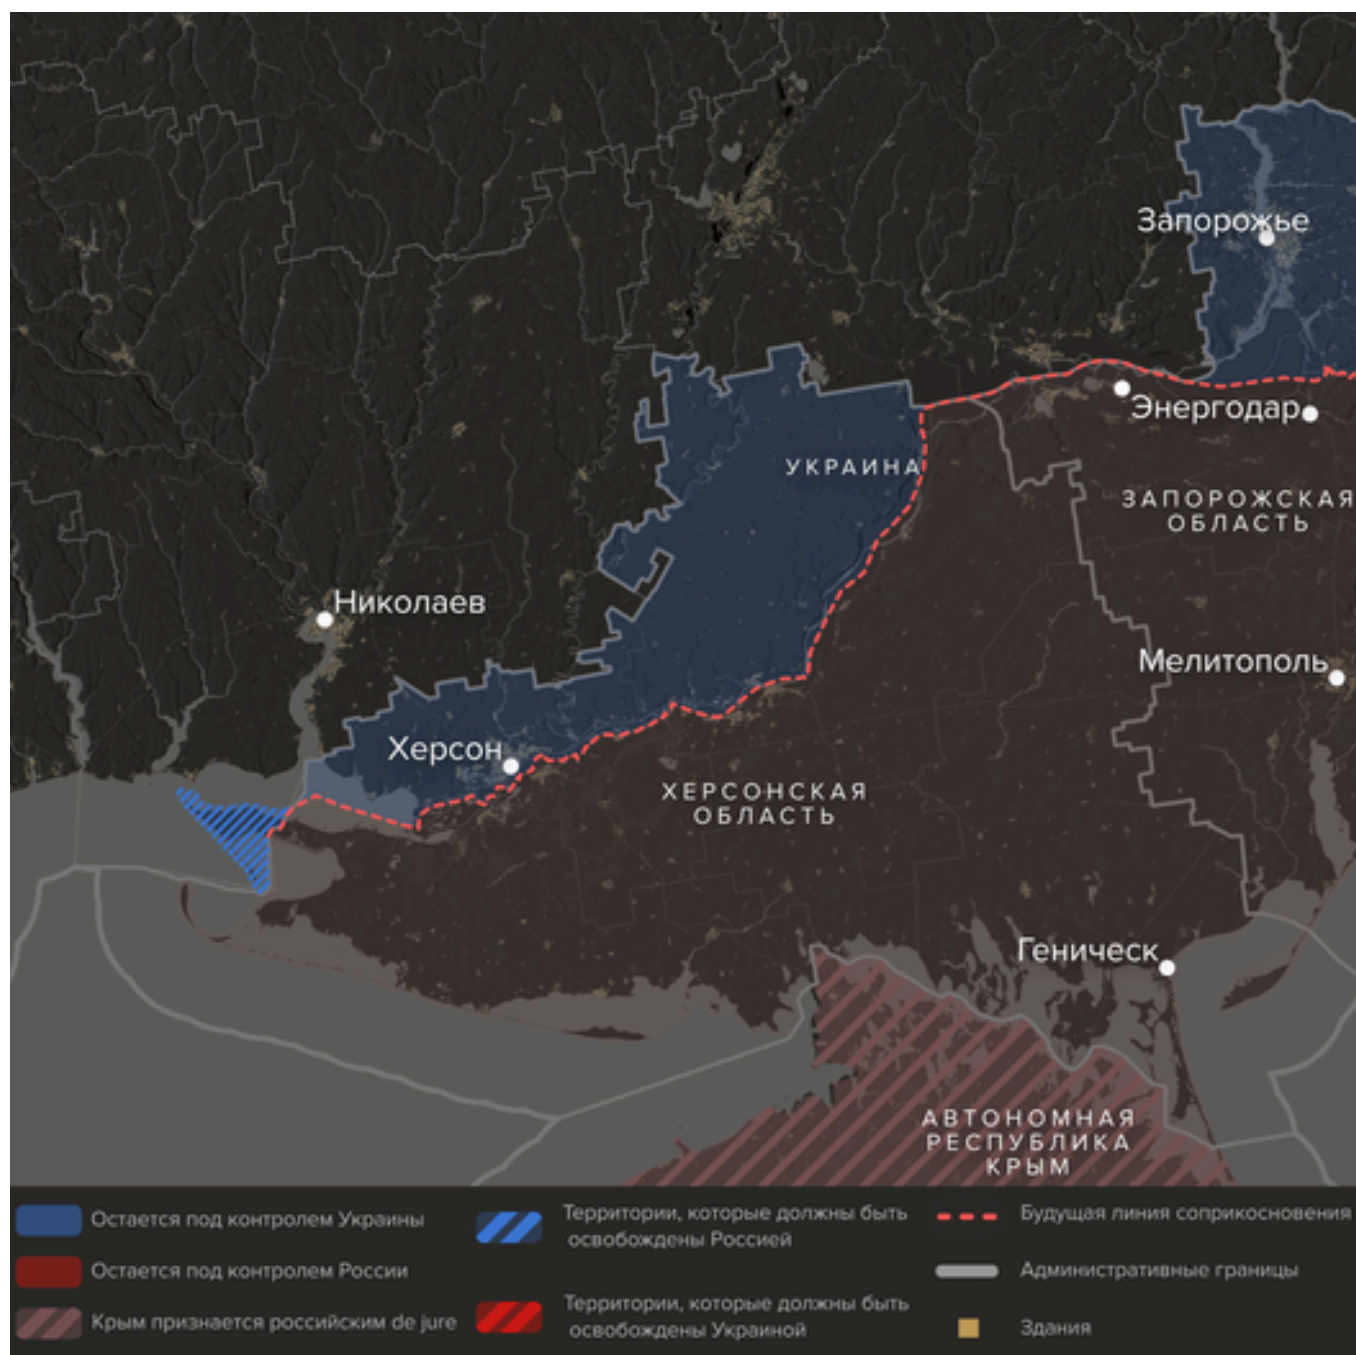 Запорожье
Энергодар
УКРАИНА
ЗАПОРОЖСКАЯ
ОБЛАСТЬ
Николаев
Мелитополь
Херсон
ХЕРСОНСКАЯ
ОБЛАСТЬ
Геническ
АВТОНОМНАЯ
РЕСПУБЛИКА
КРЫМ
Остается под контролем Украины
Остается под контролем России
Крым признается российским de jure
Территории, которые должны быть
освобождены Россией
Территории, которые должны быть
освобождены Украиной
Будущая линия соприкосновения
Административные границы
Здания